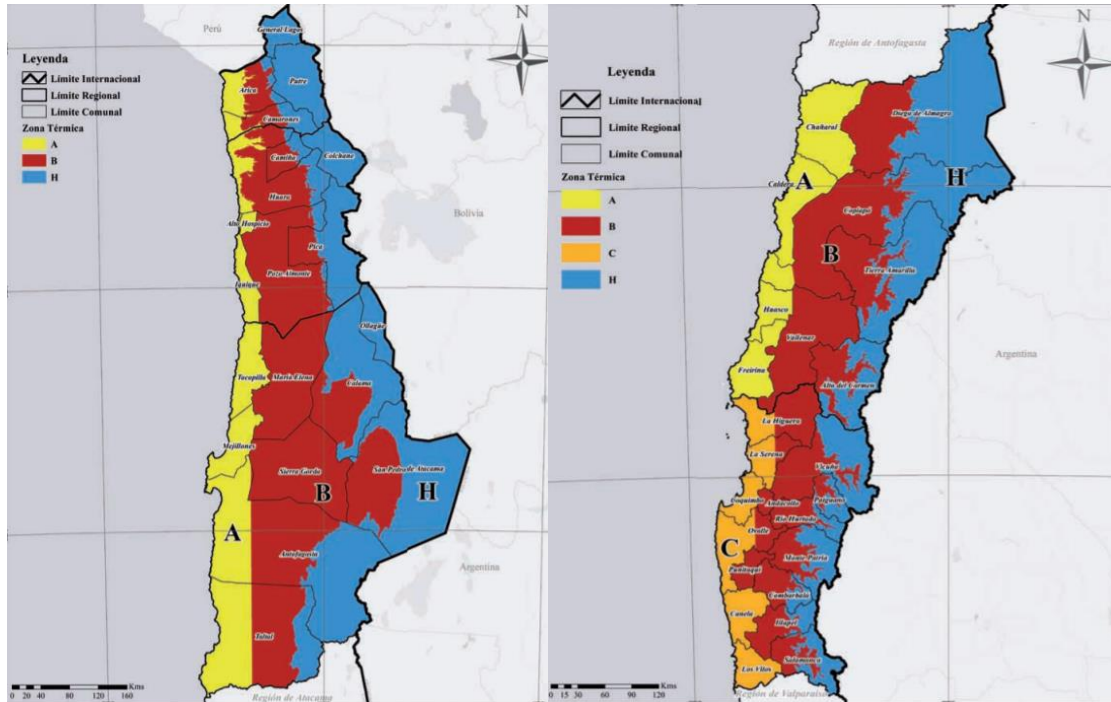 Perú
N
Leyenda
Límite Internacional
Límite Regional
Límite Comunal
Zona Térmica
A
B
H
General Lagos
Putre
Arica
Camarones
Camiña
Colchane
Huara
Alto Hospicio
Pica
Pozo Almonte
Iquique
Bolivia
Ollagüe
Tocopilla
María Elena
Calama
Mejillones
Sierra Gorda
San Pedro de Atacama
B
H
A
Antofagasta
Argentina
Taltal
Kms
0 20 40 80 120 160
Región de Atacama
N
Región de Antofagasta
Leyenda
Límite Internacional
Límite Regional
Límite Comunal
Zona Térmica
A
B
C
H
Diego de Almagro
Chañaral
Caldera
A
H
Copiapó
B
Tierra Amarilla
Huasco
Vallenar
Argentina
Freirina
Alto del Carmen
La Higuera
La Serena
Vicuña
Coquimbo
Andacollo
Paiguano
Río Hurtado
Ovalle
C
Monte Patria
Punitaqui
Combarbalá
Canela
Illapel
Los Vilos
Salamanca
Kms
0 15 30 60 90 120
Región de Valparaíso